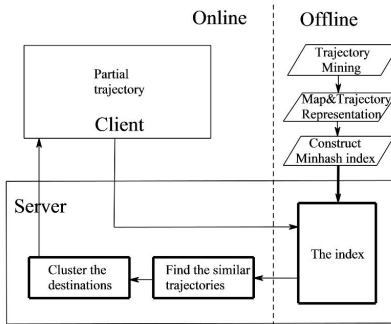 Online
Offline
Partial
trajectory
Client
Trajectory
Mining
Map&Trajectory
Representation
Construct
Minhash index
Server
The index
Cluster the
destinations
Find the similar
trajectories